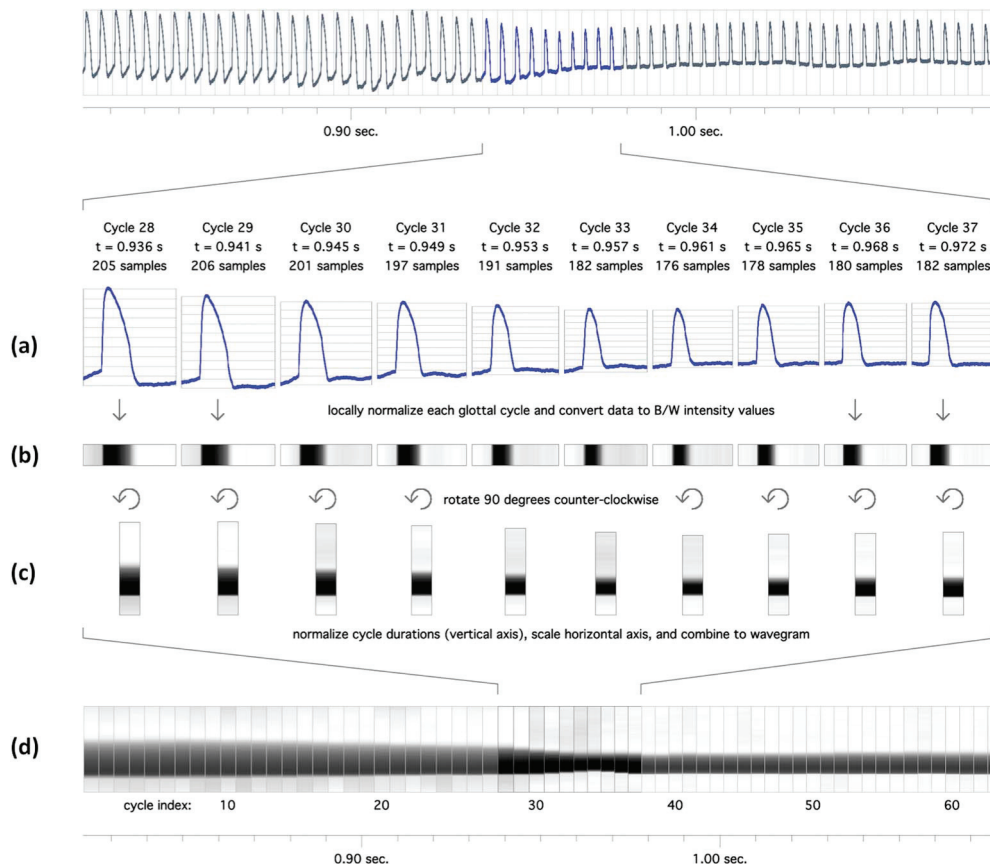 0.90 sec. 1.00 sec.
Cycle 28 Cycle 29 Cycle 30 Cycle 31 Cycle 32 Cycle 33 Cycle 34 Cycle 35 Cycle 36 Cycle 37
t = 0.936 s t = 0.941 s t = 0.945 s t = 0.949 s t = 0.953 s t = 0.957 s t = 0.961 s t = 0.965 s t = 0.968 s t = 0.972 s
205 samples 206 samples 201 samples 197 samples 191 samples 182 samples 176 samples 178 samples 180 samples 182 samples
(a)
locally normalize each glottal cycle and convert data to B/W intensity values
(b)
rotate 90 degrees counter-clockwise
(c)
normalize cycle durations (vertical axis), scale horizontal axis, and combine to wavegram
(d)
cycle index: 10 20 30 40 50 60
0.90 sec. 1.00 sec.